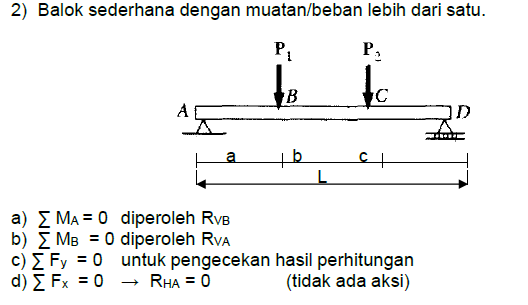 2) Balok sederhana dengan muatan/beban lebih dari satu.
P1 P2
A B C D
a b c
L
a) ∑ MA = 0 diperoleh RVB
b) ∑ MB = 0 diperoleh RVA
c) ∑ Fy = 0 untuk pengecekan hasil perhitungan
d) ∑ Fx = 0 → RHA = 0 (tidak ada aksi)